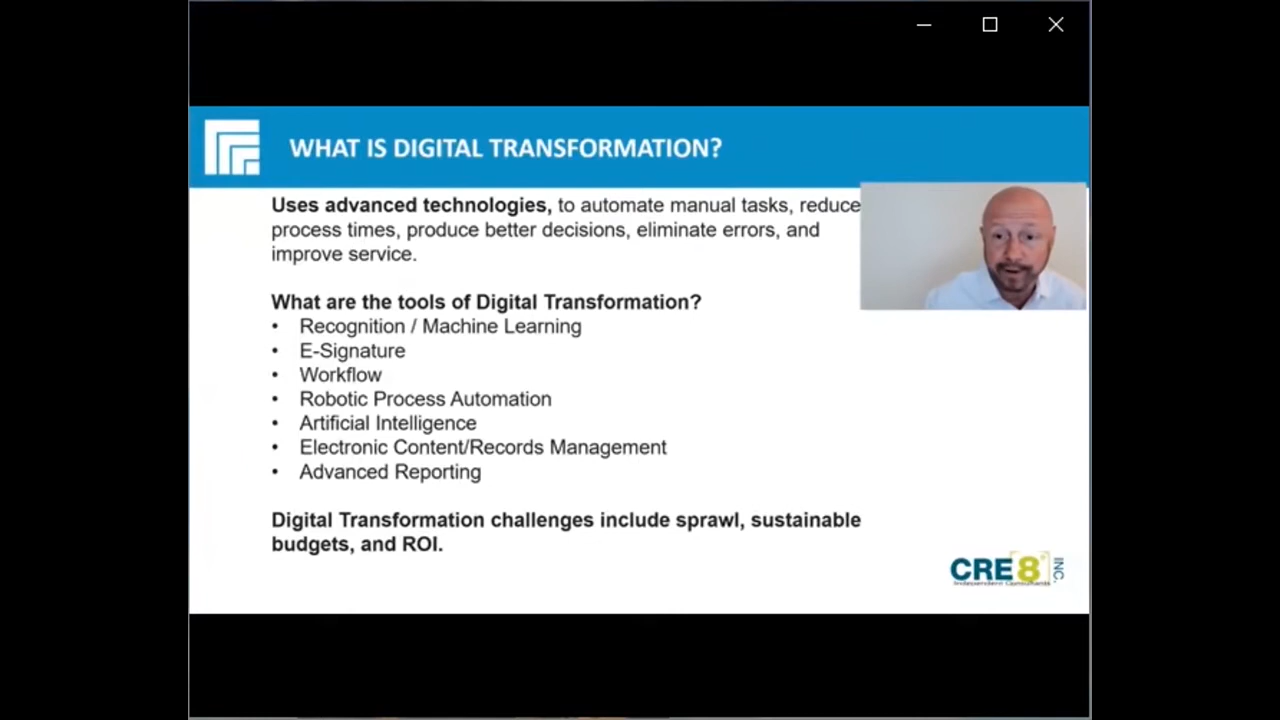 WHAT IS DIGITAL TRANSFORMATION?
Uses advanced technologies, to automate manual tasks, reduce
process times, produce better decisions, eliminate errors, and
improve service.
What are the tools of Digital Transformation?
• Recognition / Machine Learning
• E-Signature
• Workflow
• Robotic Process Automation
• Artificial Intelligence
• Electronic Content/Records Management
• Advanced Reporting
Digital Transformation challenges include sprawl, sustainable
budgets, and ROI.
CRE8 INC.
Independent Consultants